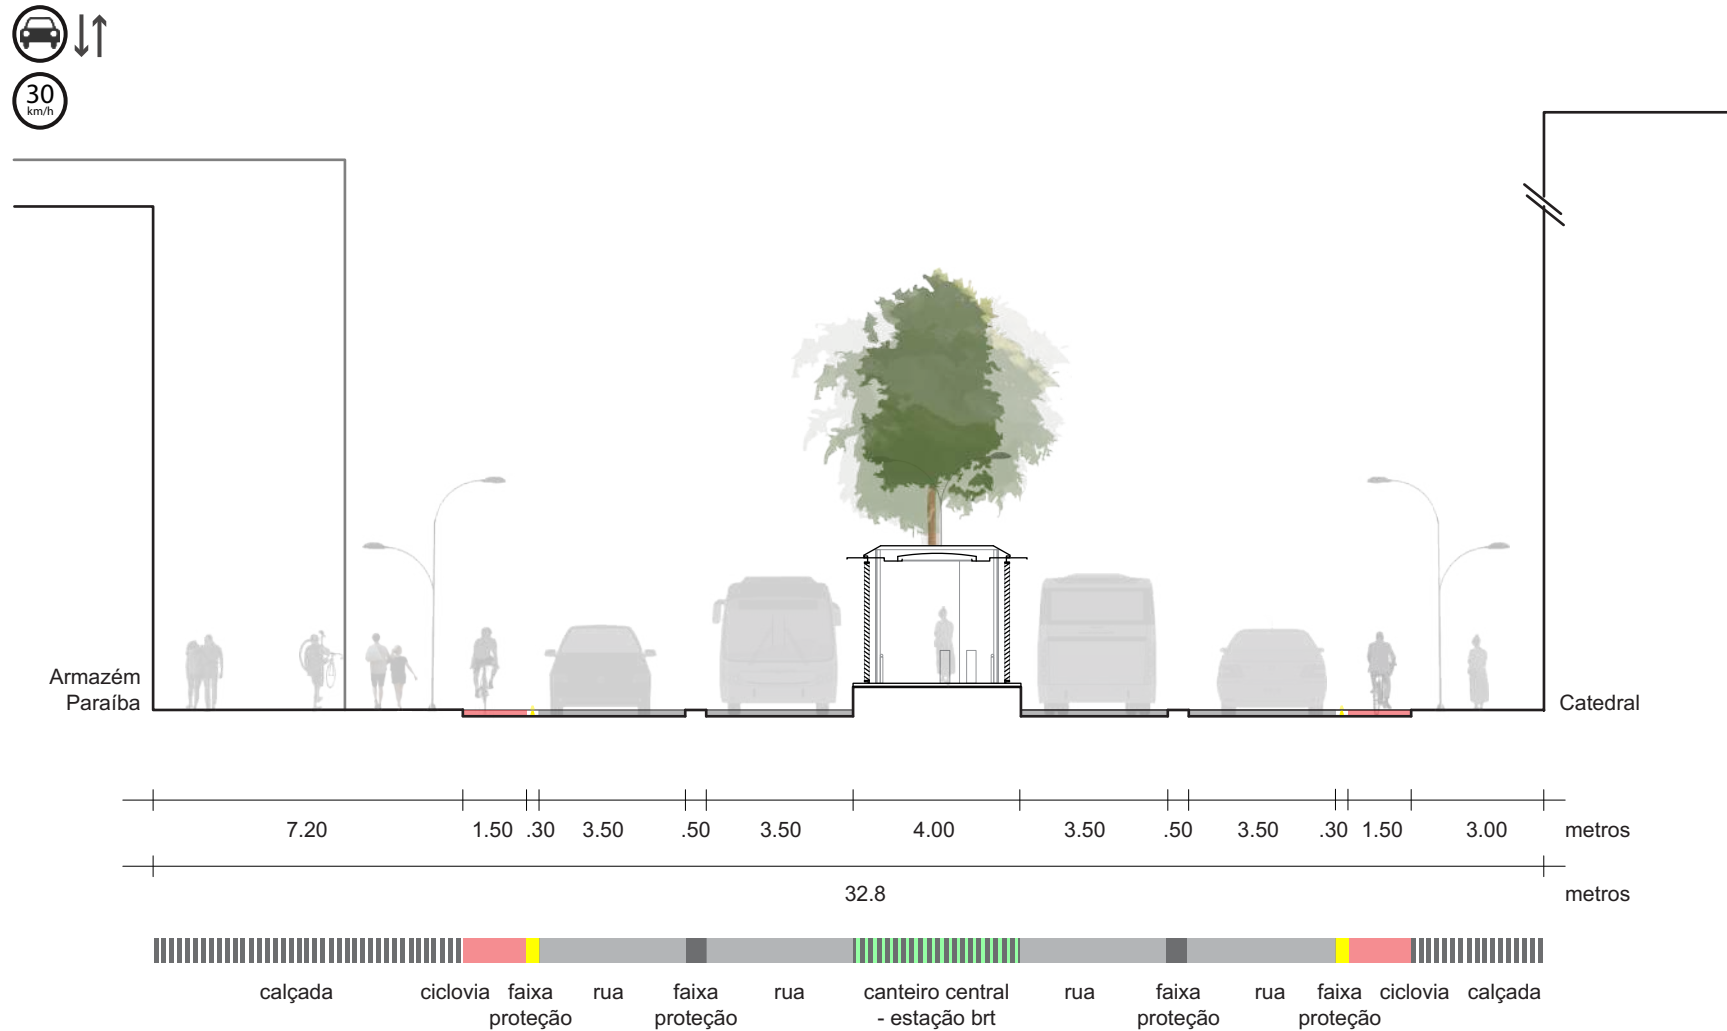 30
km/h
Armazém
Paraíba
Catedral
7.20 1.50 .30 3.50 .50 3.50 4.00 3.50 .50 3.50 .30 1.50 3.00 metros
32.8 metros
calçada ciclovia faixa rua faixa rua canteiro central rua faixa rua faixa ciclovia calçada
proteção proteção - estação brt proteção proteção